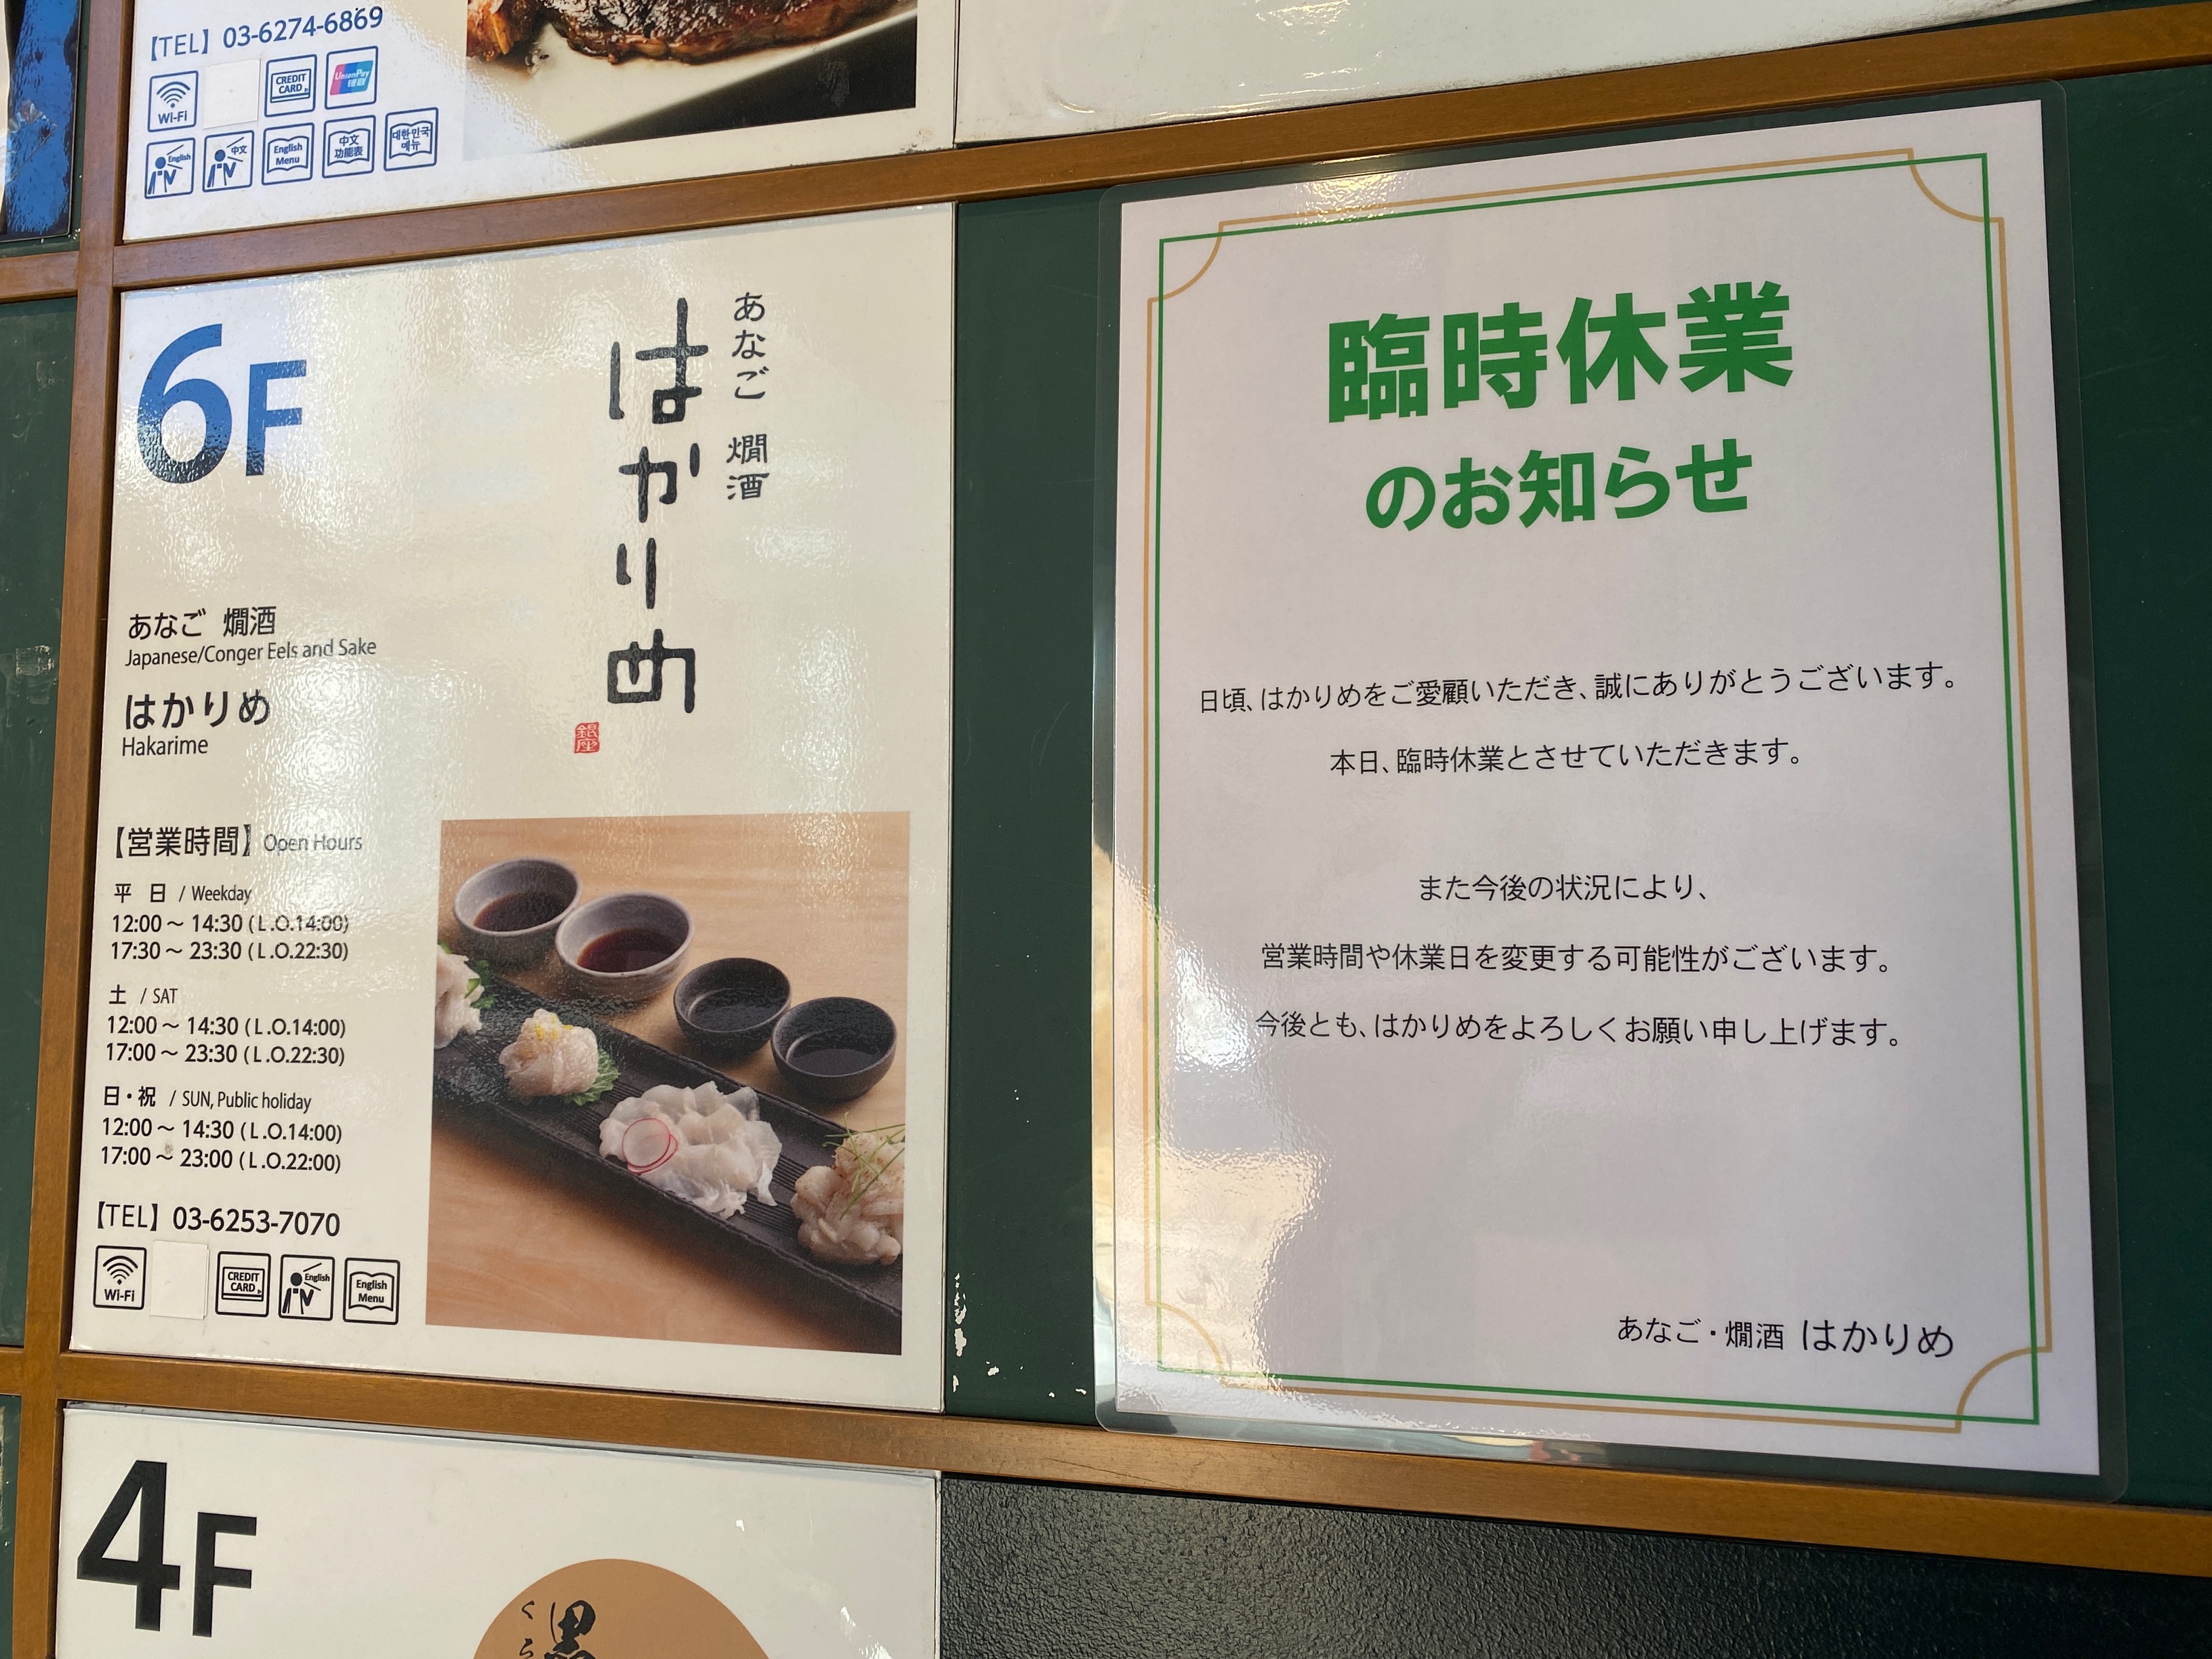 【TEL】 03-6274-6869
Wi-Fi
CREDIT CARD
UnionPay 银联
English
中文
English Menu
中文 功能表
대한민국 메뉴
6F
あなご 燗酒
はかりめ
銀座
あなご 燗酒
Japanese/Conger Eels and Sake
はかりめ
Hakarime
【営業時間】Open Hours
平 日 / Weekday
12:00～14:30 (L.O.14:00)
17:30～23:30 (L.O.22:30)
土 / SAT
12:00～14:30 (L.O.14:00)
17:00～23:30 (L.O.22:30)
日・祝 / SUN, Public holiday
12:00～14:30 (L.O.14:00)
17:00～23:00 (L.O.22:00)
【TEL】 03-6253-7070
Wi-Fi
CREDIT CARD
English
English Menu
臨時休業
のお知らせ
日頃、はかりめをご愛顧いただき、誠にありがとうございます。
本日、臨時休業とさせていただきます。
また今後の状況により、
営業時間や休業日を変更する可能性がございます。
今後とも、はかりめをよろしくお願い申し上げます。
あなご・燗酒 はかりめ
4F
くろ
黒